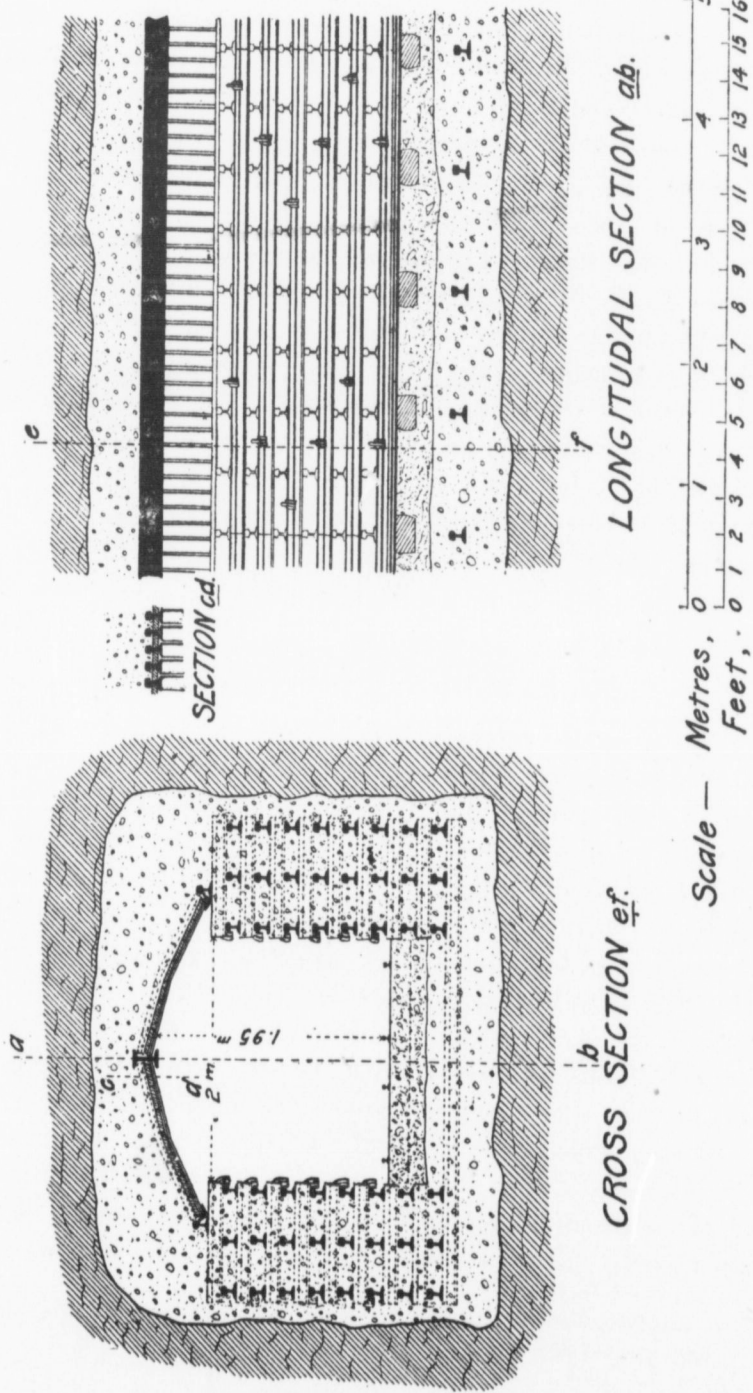 a
c
d
2 m
1.95 m
b
CROSS SECTION ef.
SECTION cd.
e
f
LONGITUD'AL SECTION ab.
Scale — Metres, 0 1 2 3 4
Feet, . 0 1 2 3 4 5 6 7 8 9 10 11 12 13 14 15 16